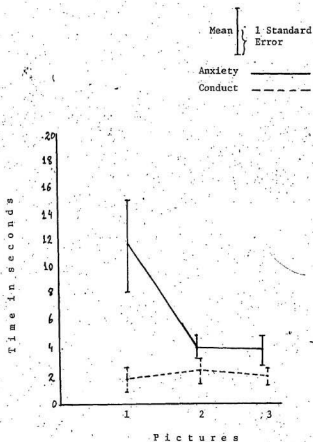 Mean 1 Standard
Error
Anxiety
Conduct
20
18
16
14
12
10
8
6
4
2
0
1 2 3
Time in seconds
Pictures